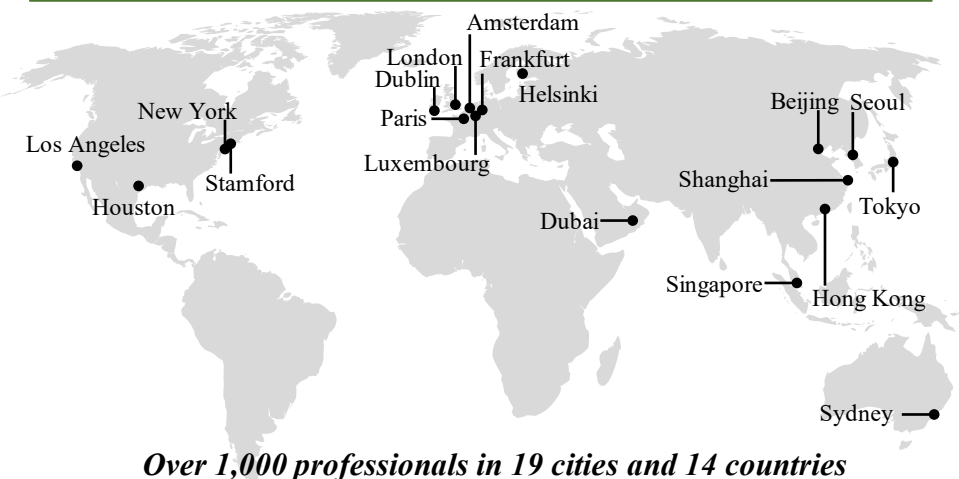 Amsterdam
London Frankfurt
Dublin
Helsinki
Paris
Luxembourg
New York
Los Angeles
Stamford
Houston
Beijing Seoul
Shanghai
Tokyo
Dubai
Singapore
Hong Kong
Sydney
Over 1,000 professionals in 19 cities and 14 countries